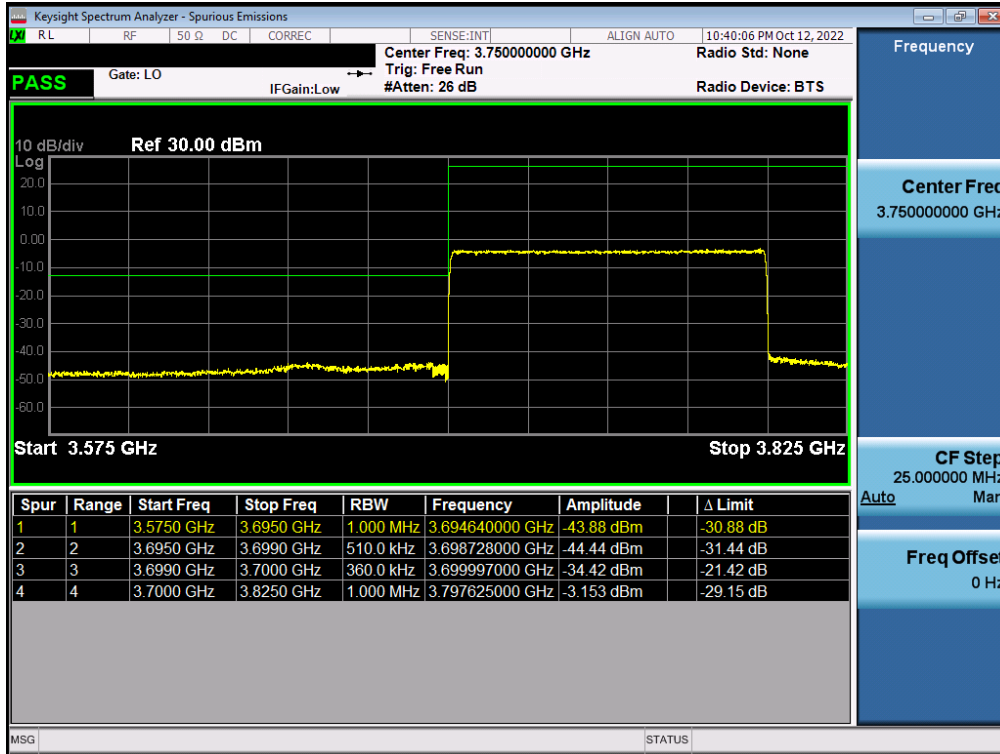 Keysight Spectrum Analyzer - Spurious Emissions
LXI RL RF 50 Ω DC CORREC SENSE:INT ALIGN AUTO 10:40:06 PM Oct 12, 2022
Center Freq: 3.750000000 GHz Radio Std: None
Gate: LO Trig: Free Run
PASS IFGain:Low #Atten: 26 dB Radio Device: BTS
10 dB/div Ref 30.00 dBm
Log
20.0
10.0
0.00
-10.0
-20.0
-30.0
-40.0
-50.0
-60.0
Start 3.575 GHz Stop 3.825 GHz
Spur Range Start Freq Stop Freq RBW Frequency Amplitude Δ Limit
1 1 3.5750 GHz 3.6950 GHz 1.000 MHz 3.694640000 GHz -43.88 dBm -30.88 dB
2 2 3.6950 GHz 3.6990 GHz 510.0 kHz 3.698728000 GHz -44.44 dBm -31.44 dB
3 3 3.6990 GHz 3.7000 GHz 360.0 kHz 3.699997000 GHz -34.42 dBm -21.42 dB
4 4 3.7000 GHz 3.8250 GHz 1.000 MHz 3.797625000 GHz -3.153 dBm -29.15 dB
MSG STATUS
Frequency
Center Freq
3.750000000 GHz
CF Step
25.000000 MHz
Auto Man
Freq Offset
0 Hz